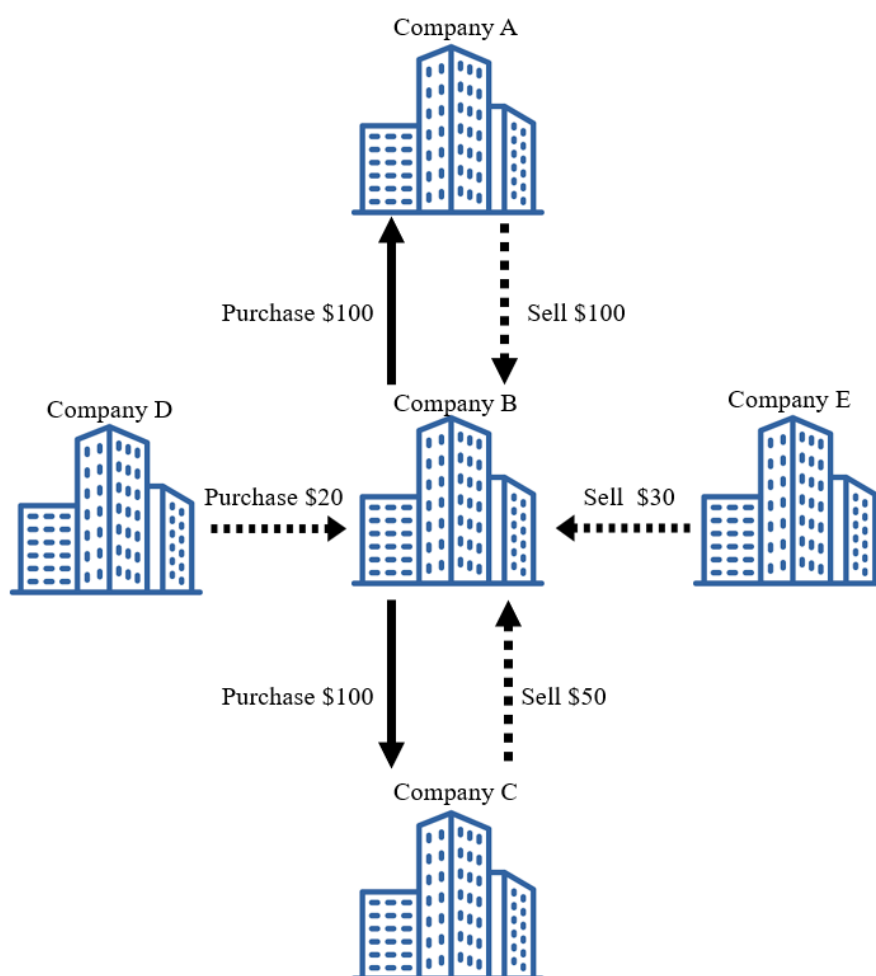 Company A
Purchase $100
Sell $100
Company D
Company B
Company E
Purchase $20
Sell $30
Purchase $100
Sell $50
Company C